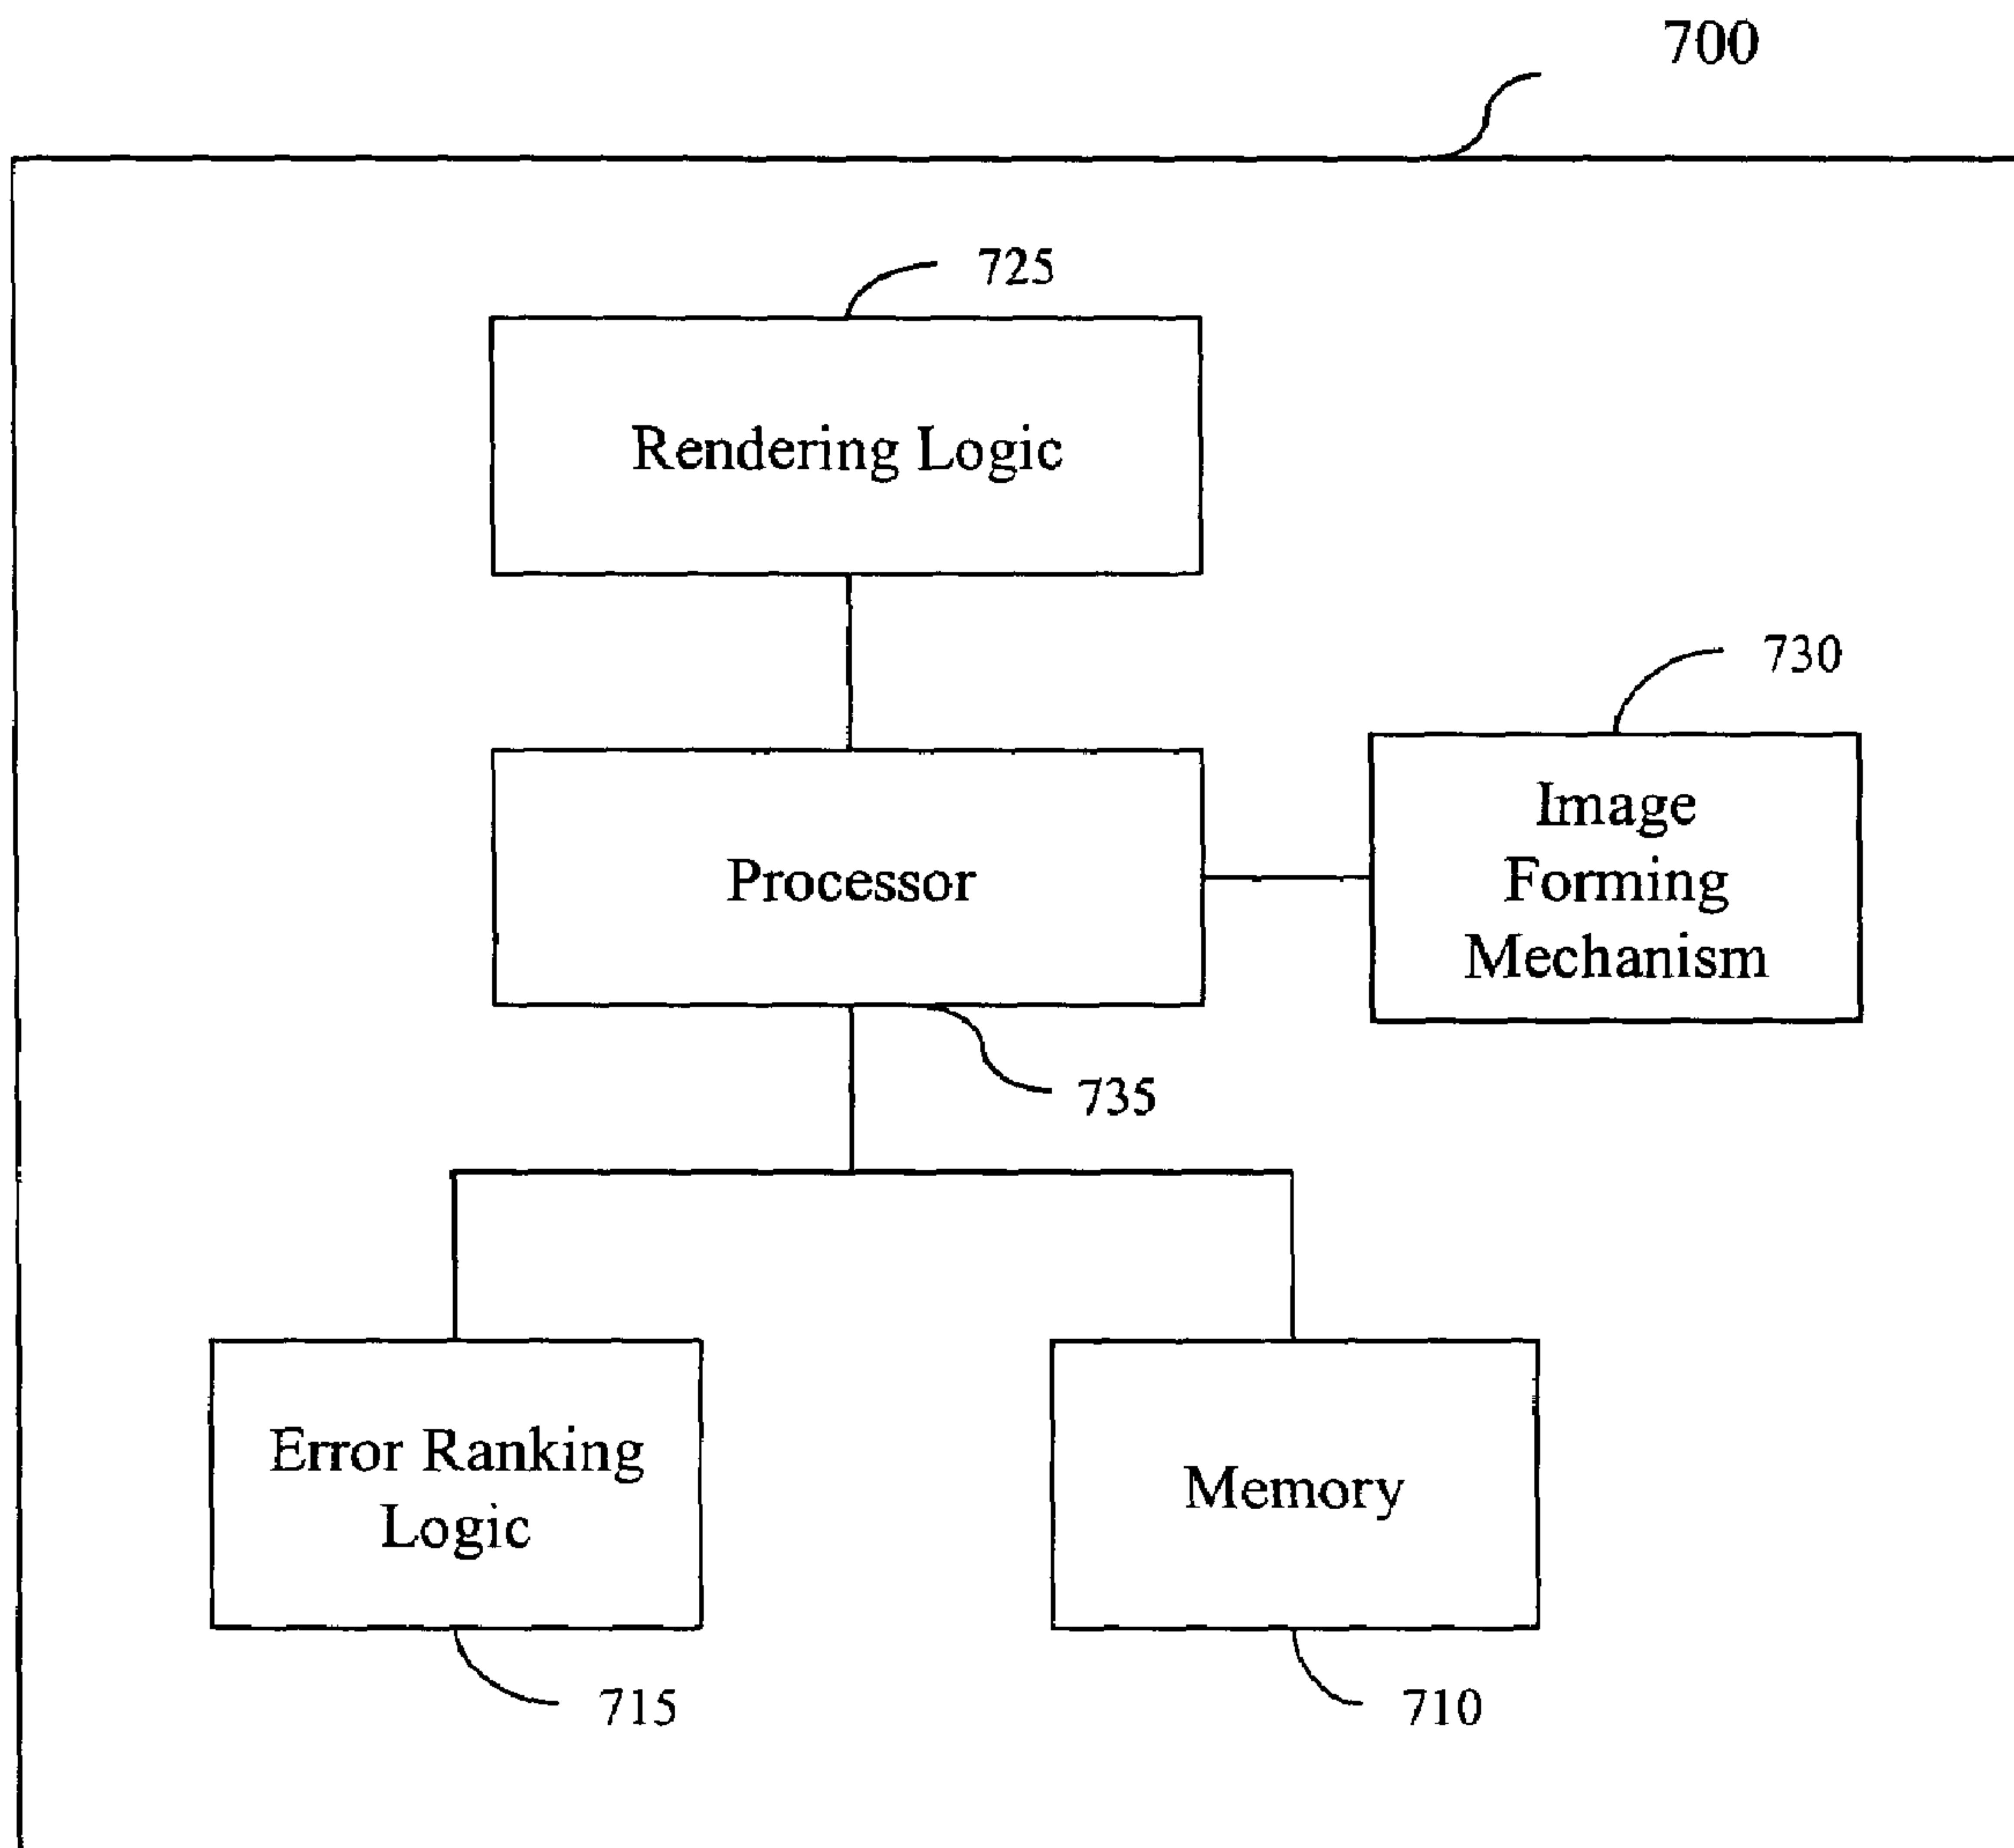 700
725
Rendering Logic
730
Image
Forming
Mechanism
Processor
735
Error Ranking
Logic
Memory
715
710